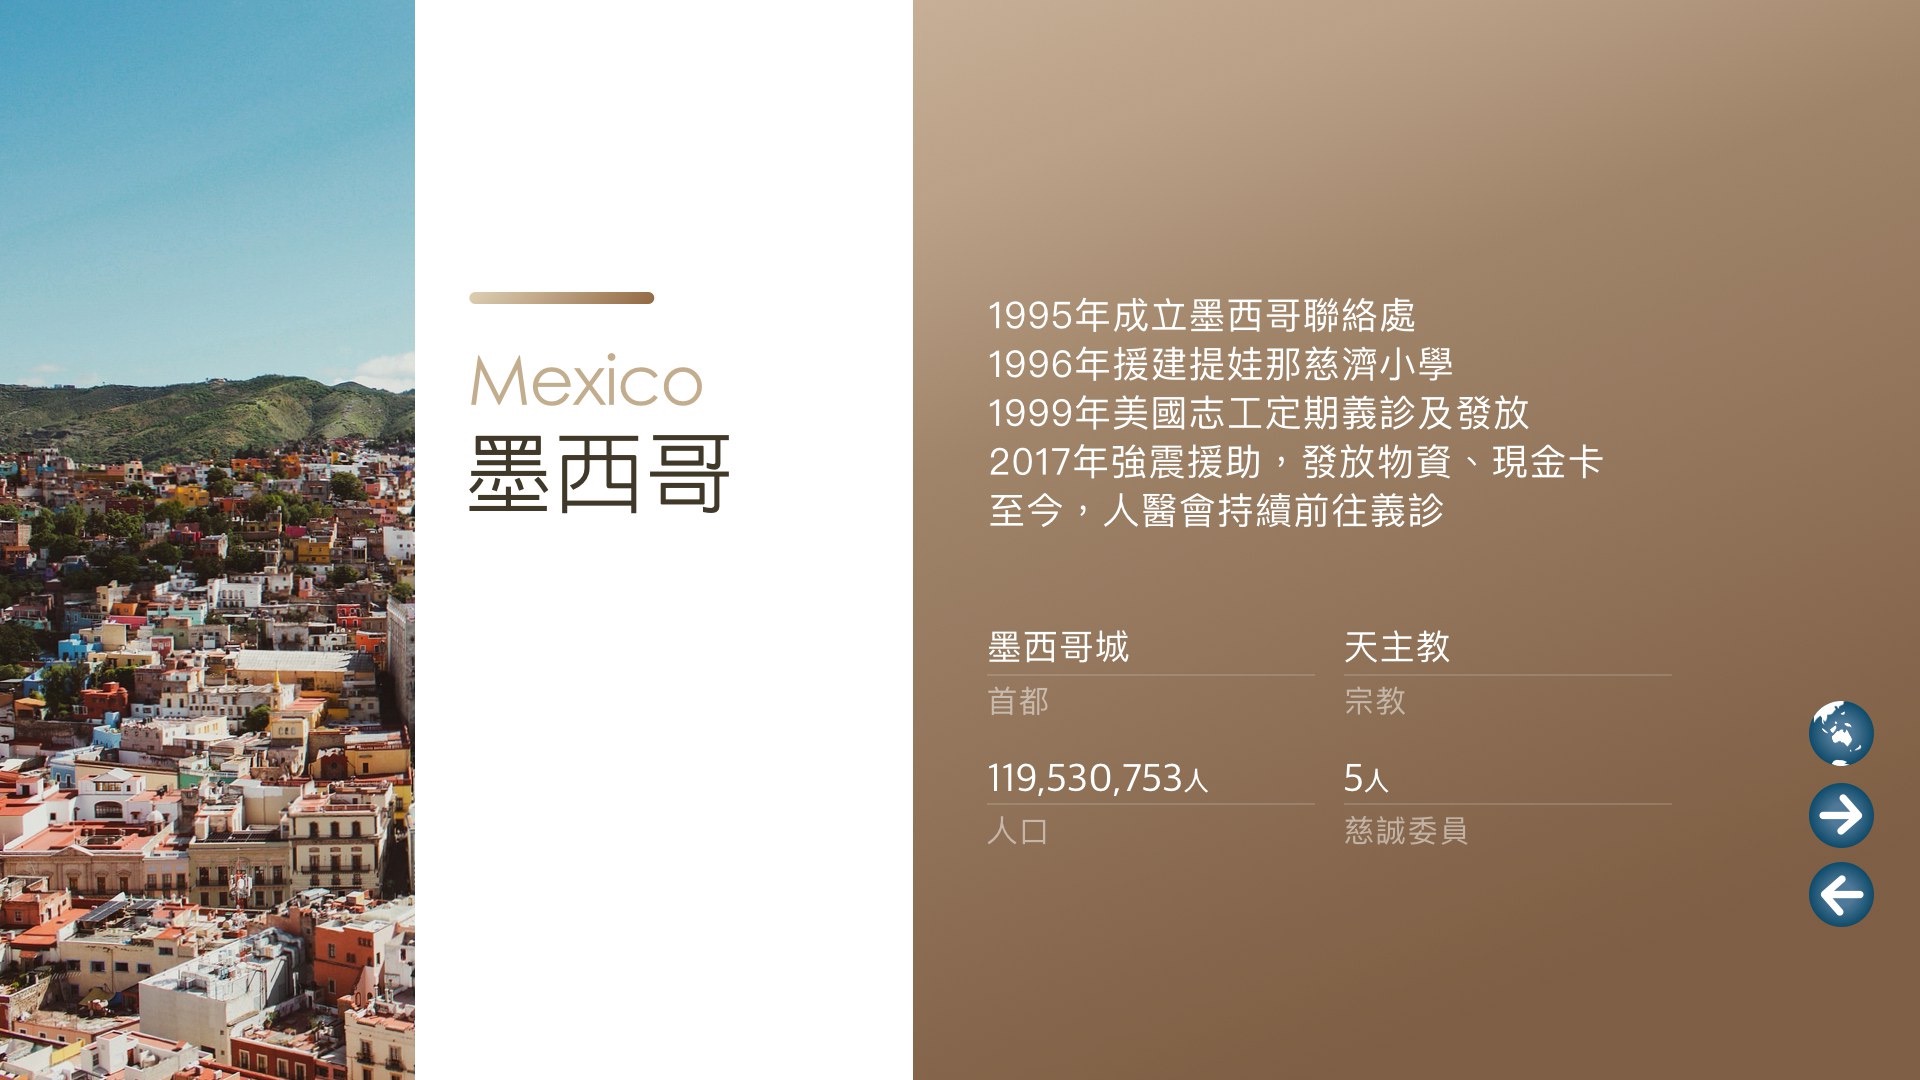 Mexico
墨西哥
1995年成立墨西哥聯絡處
1996年援建提娃那慈濟小學
1999年美國志工定期義診及發放
2017年強震援助，發放物資、現金卡
至今，人醫會持續前往義診
墨西哥城
首都
天主教
宗教
119,530,753人
人口
5人
慈誠委員